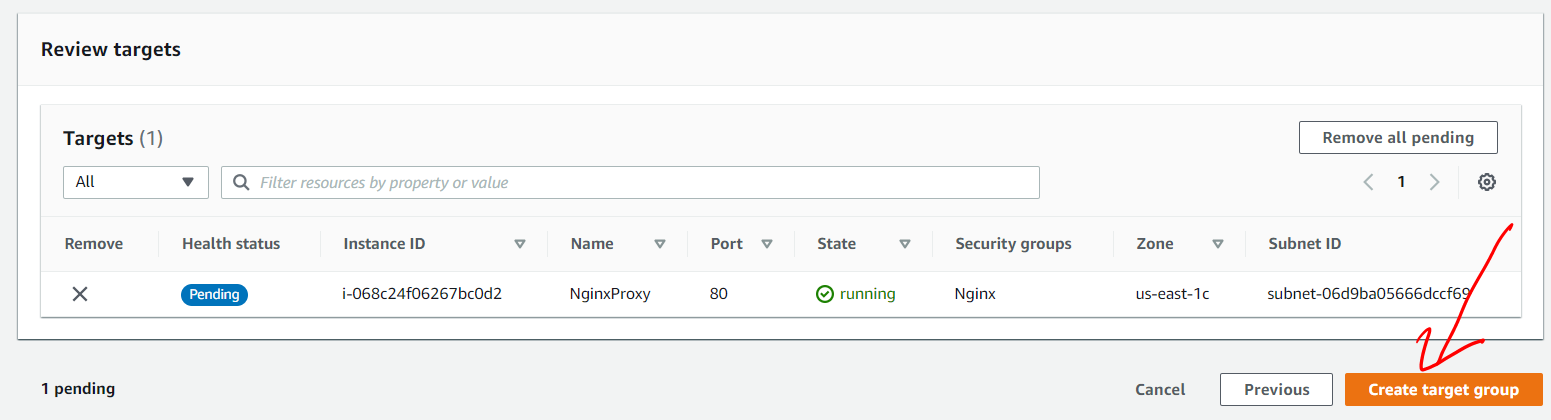 Review targets
Targets (1)
Remove all pending
All
Filter resources by property or value
1
Remove Health status Instance ID Name Port State Security groups Zone Subnet ID
Pending i-068c24f06267bc0d2 NginxProxy 80 running Nginx us-east-1c subnet-06d9ba05666dccf69
1 pending
Cancel Previous Create target group